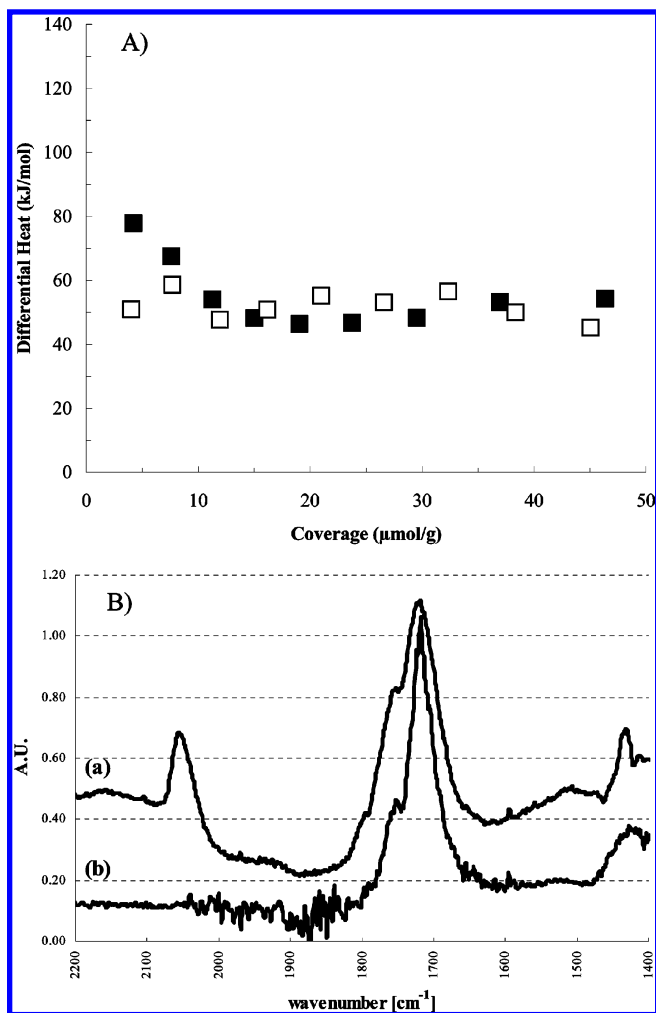 A)
140
120
100
80
60
40
20
0
Differential Heat (kJ/mol)
0 10 20 30 40 50
Coverage (µmol/g)
B)
1.20
1.00
0.80
0.60
0.40
0.20
0.00
A.U.
(a)
(b)
2200 2100 2000 1900 1800 1700 1600 1500 1400
wavenumber [cm⁻¹]